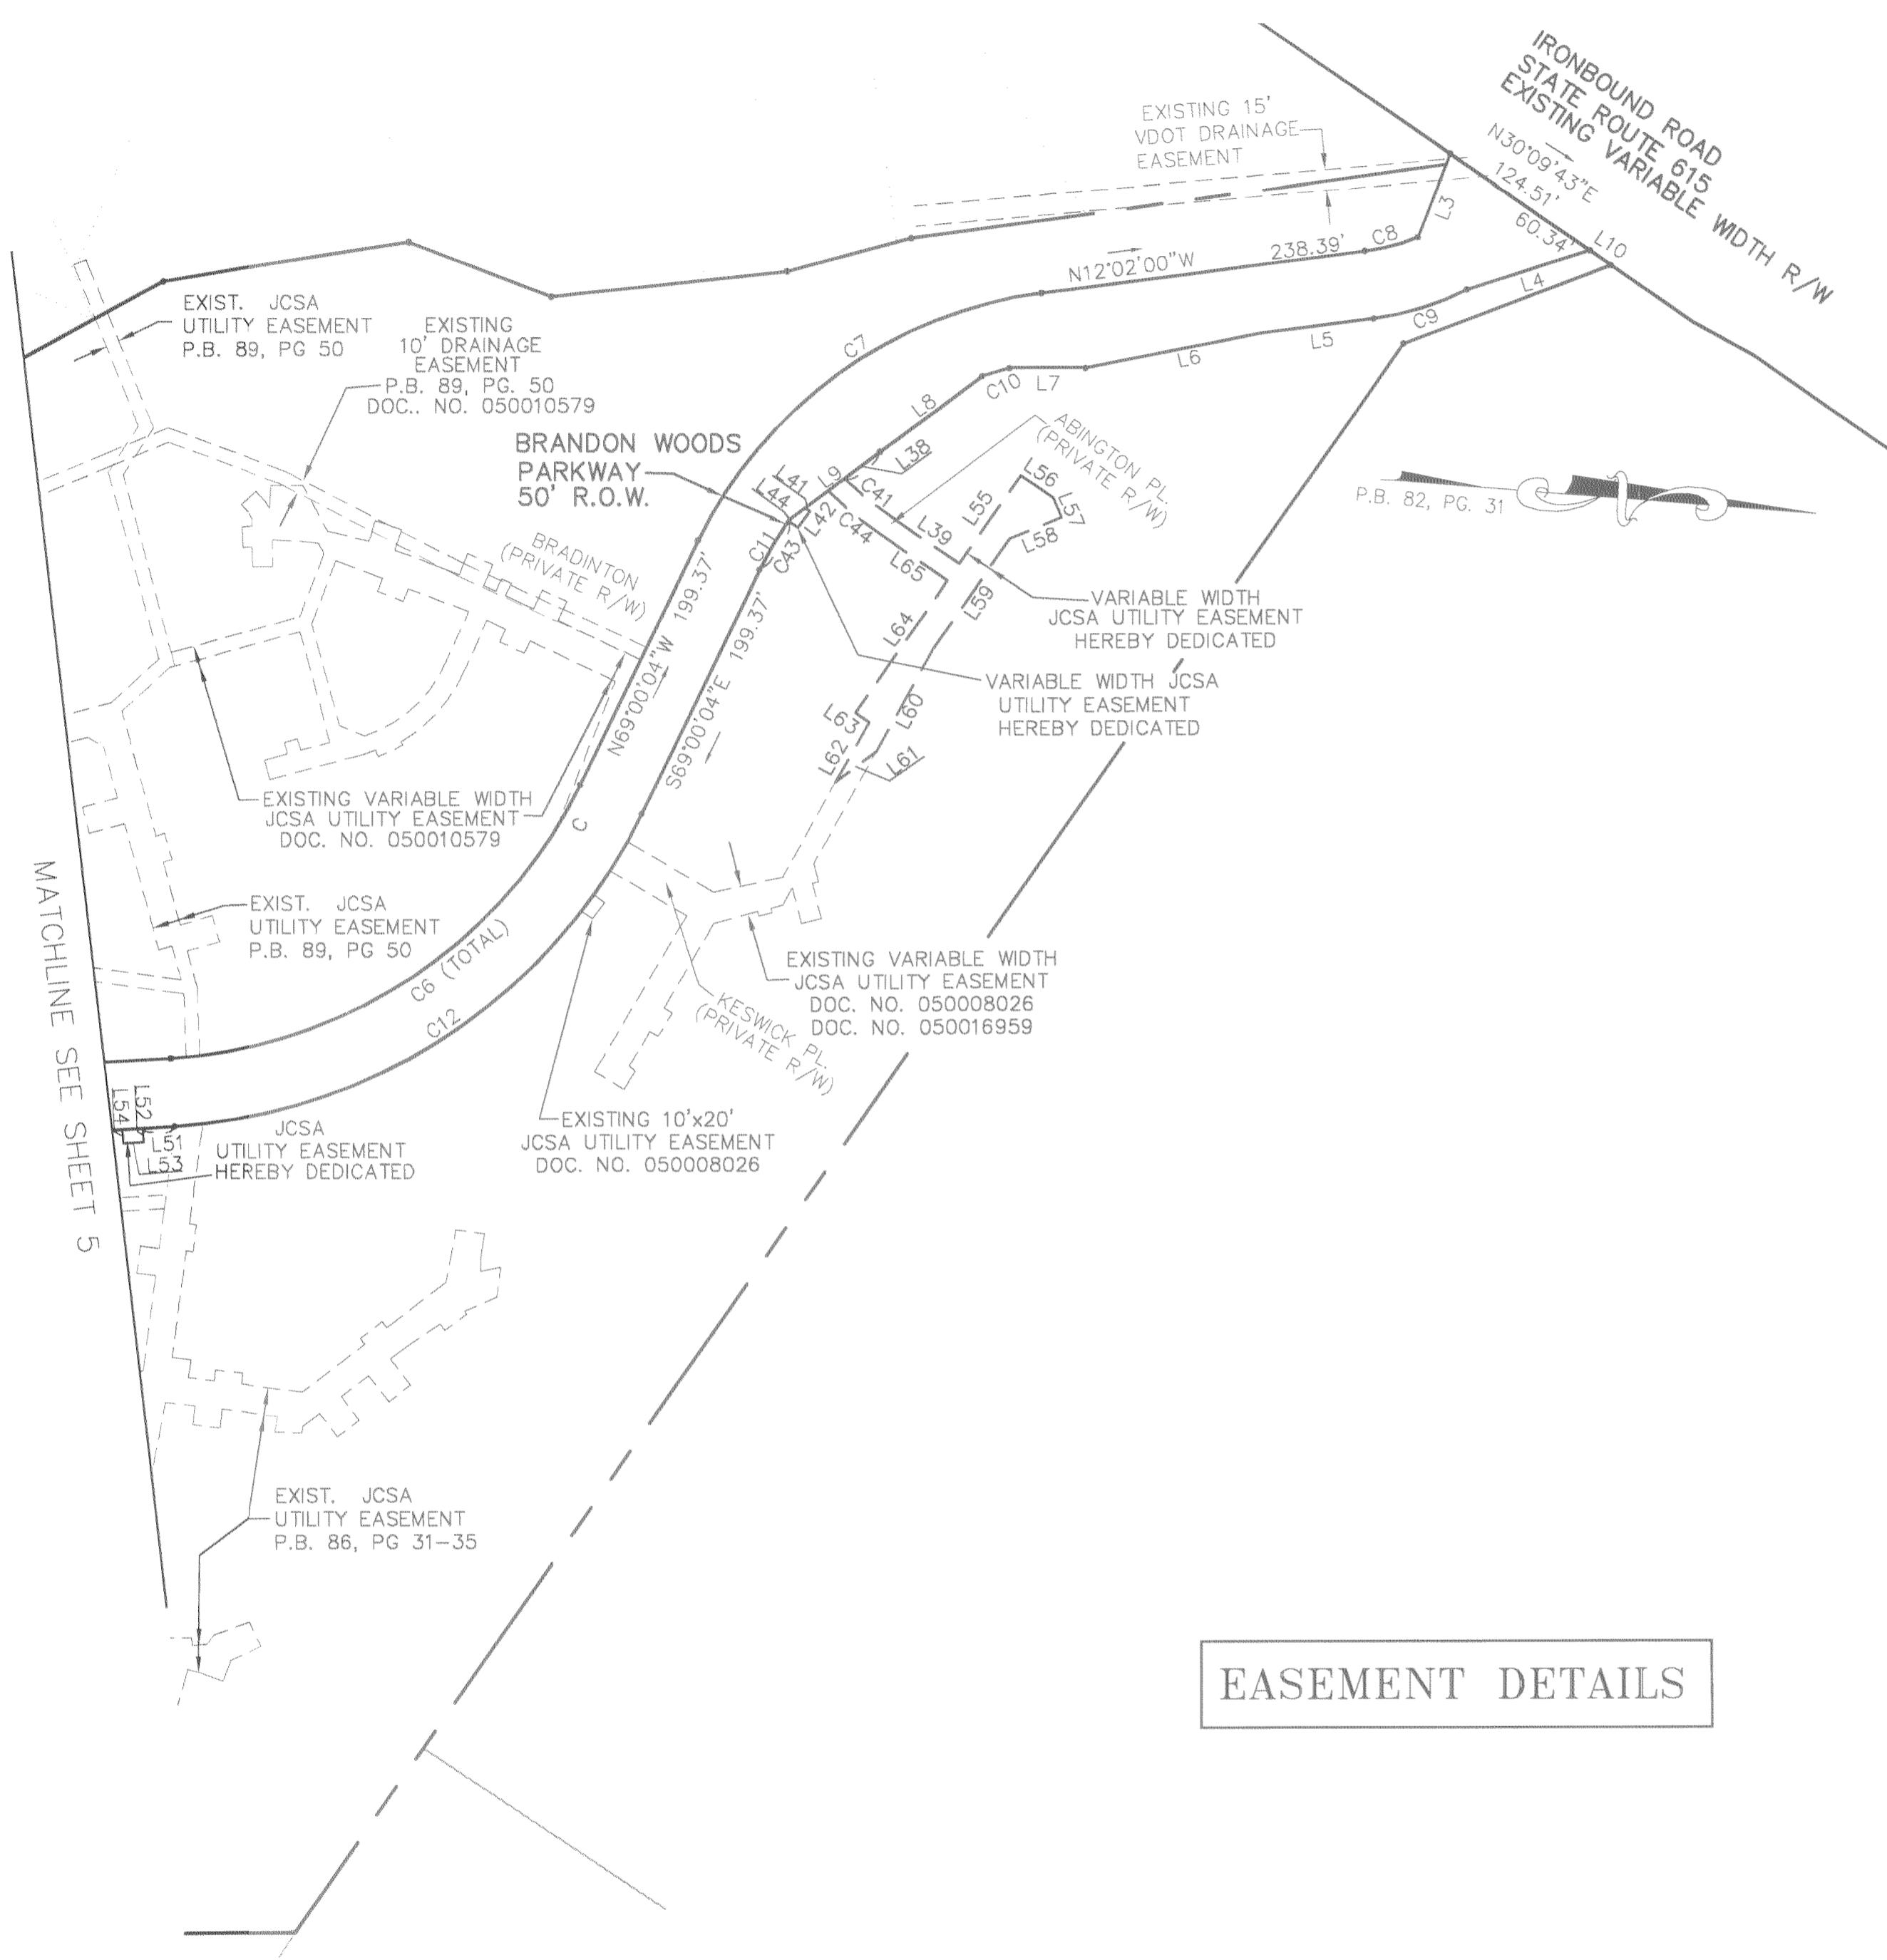 IRONBOUND ROAD
STATE ROUTE 615
EXISTING VARIABLE WIDTH R/W
N30°09'43"E
124.51'
60.34'
L10
EXISTING 15'
VDOT DRAINAGE
EASEMENT
L3
C8
238.39'
N12°02'00"W
L4
C9
L5
L6
L7
C10
L8
C7
EXIST. JCSA
UTILITY EASEMENT
P.B. 89, PG 50
EXISTING
10' DRAINAGE
EASEMENT
P.B. 89, PG. 50
DOC.. NO. 050010579
BRANDON WOODS
PARKWAY
50' R.O.W.
ABINGTON PL.
(PRIVATE R/W)
L38
L9
L41
L44
L42
C41
C44
L39
L65
L55
L56
L57
L58
L59
C11
C43
P.B. 82, PG. 31
BRADINTON
(PRIVATE R/W)
N69°00'04"W 199.37'
S69°00'04"E 199.37'
VARIABLE WIDTH
JCSA UTILITY EASEMENT
HEREBY DEDICATED
VARIABLE WIDTH JCSA
UTILITY EASEMENT
HEREBY DEDICATED
L64
L63
L60
L62
L61
EXISTING VARIABLE WIDTH
JCSA UTILITY EASEMENT
DOC. NO. 050010579
C
EXIST. JCSA
UTILITY EASEMENT
P.B. 89, PG 50
C6 (TOTAL)
C12
MATCHLINE SEE SHEET 5
EXISTING VARIABLE WIDTH
JCSA UTILITY EASEMENT
DOC. NO. 050008026
DOC. NO. 050016959
KESWICK PL.
(PRIVATE R/W)
EXISTING 10'x20'
JCSA UTILITY EASEMENT
DOC. NO. 050008026
L54
L52
L51
L53
JCSA
UTILITY EASEMENT
HEREBY DEDICATED
EXIST. JCSA
UTILITY EASEMENT
P.B. 86, PG 31-35
EASEMENT DETAILS